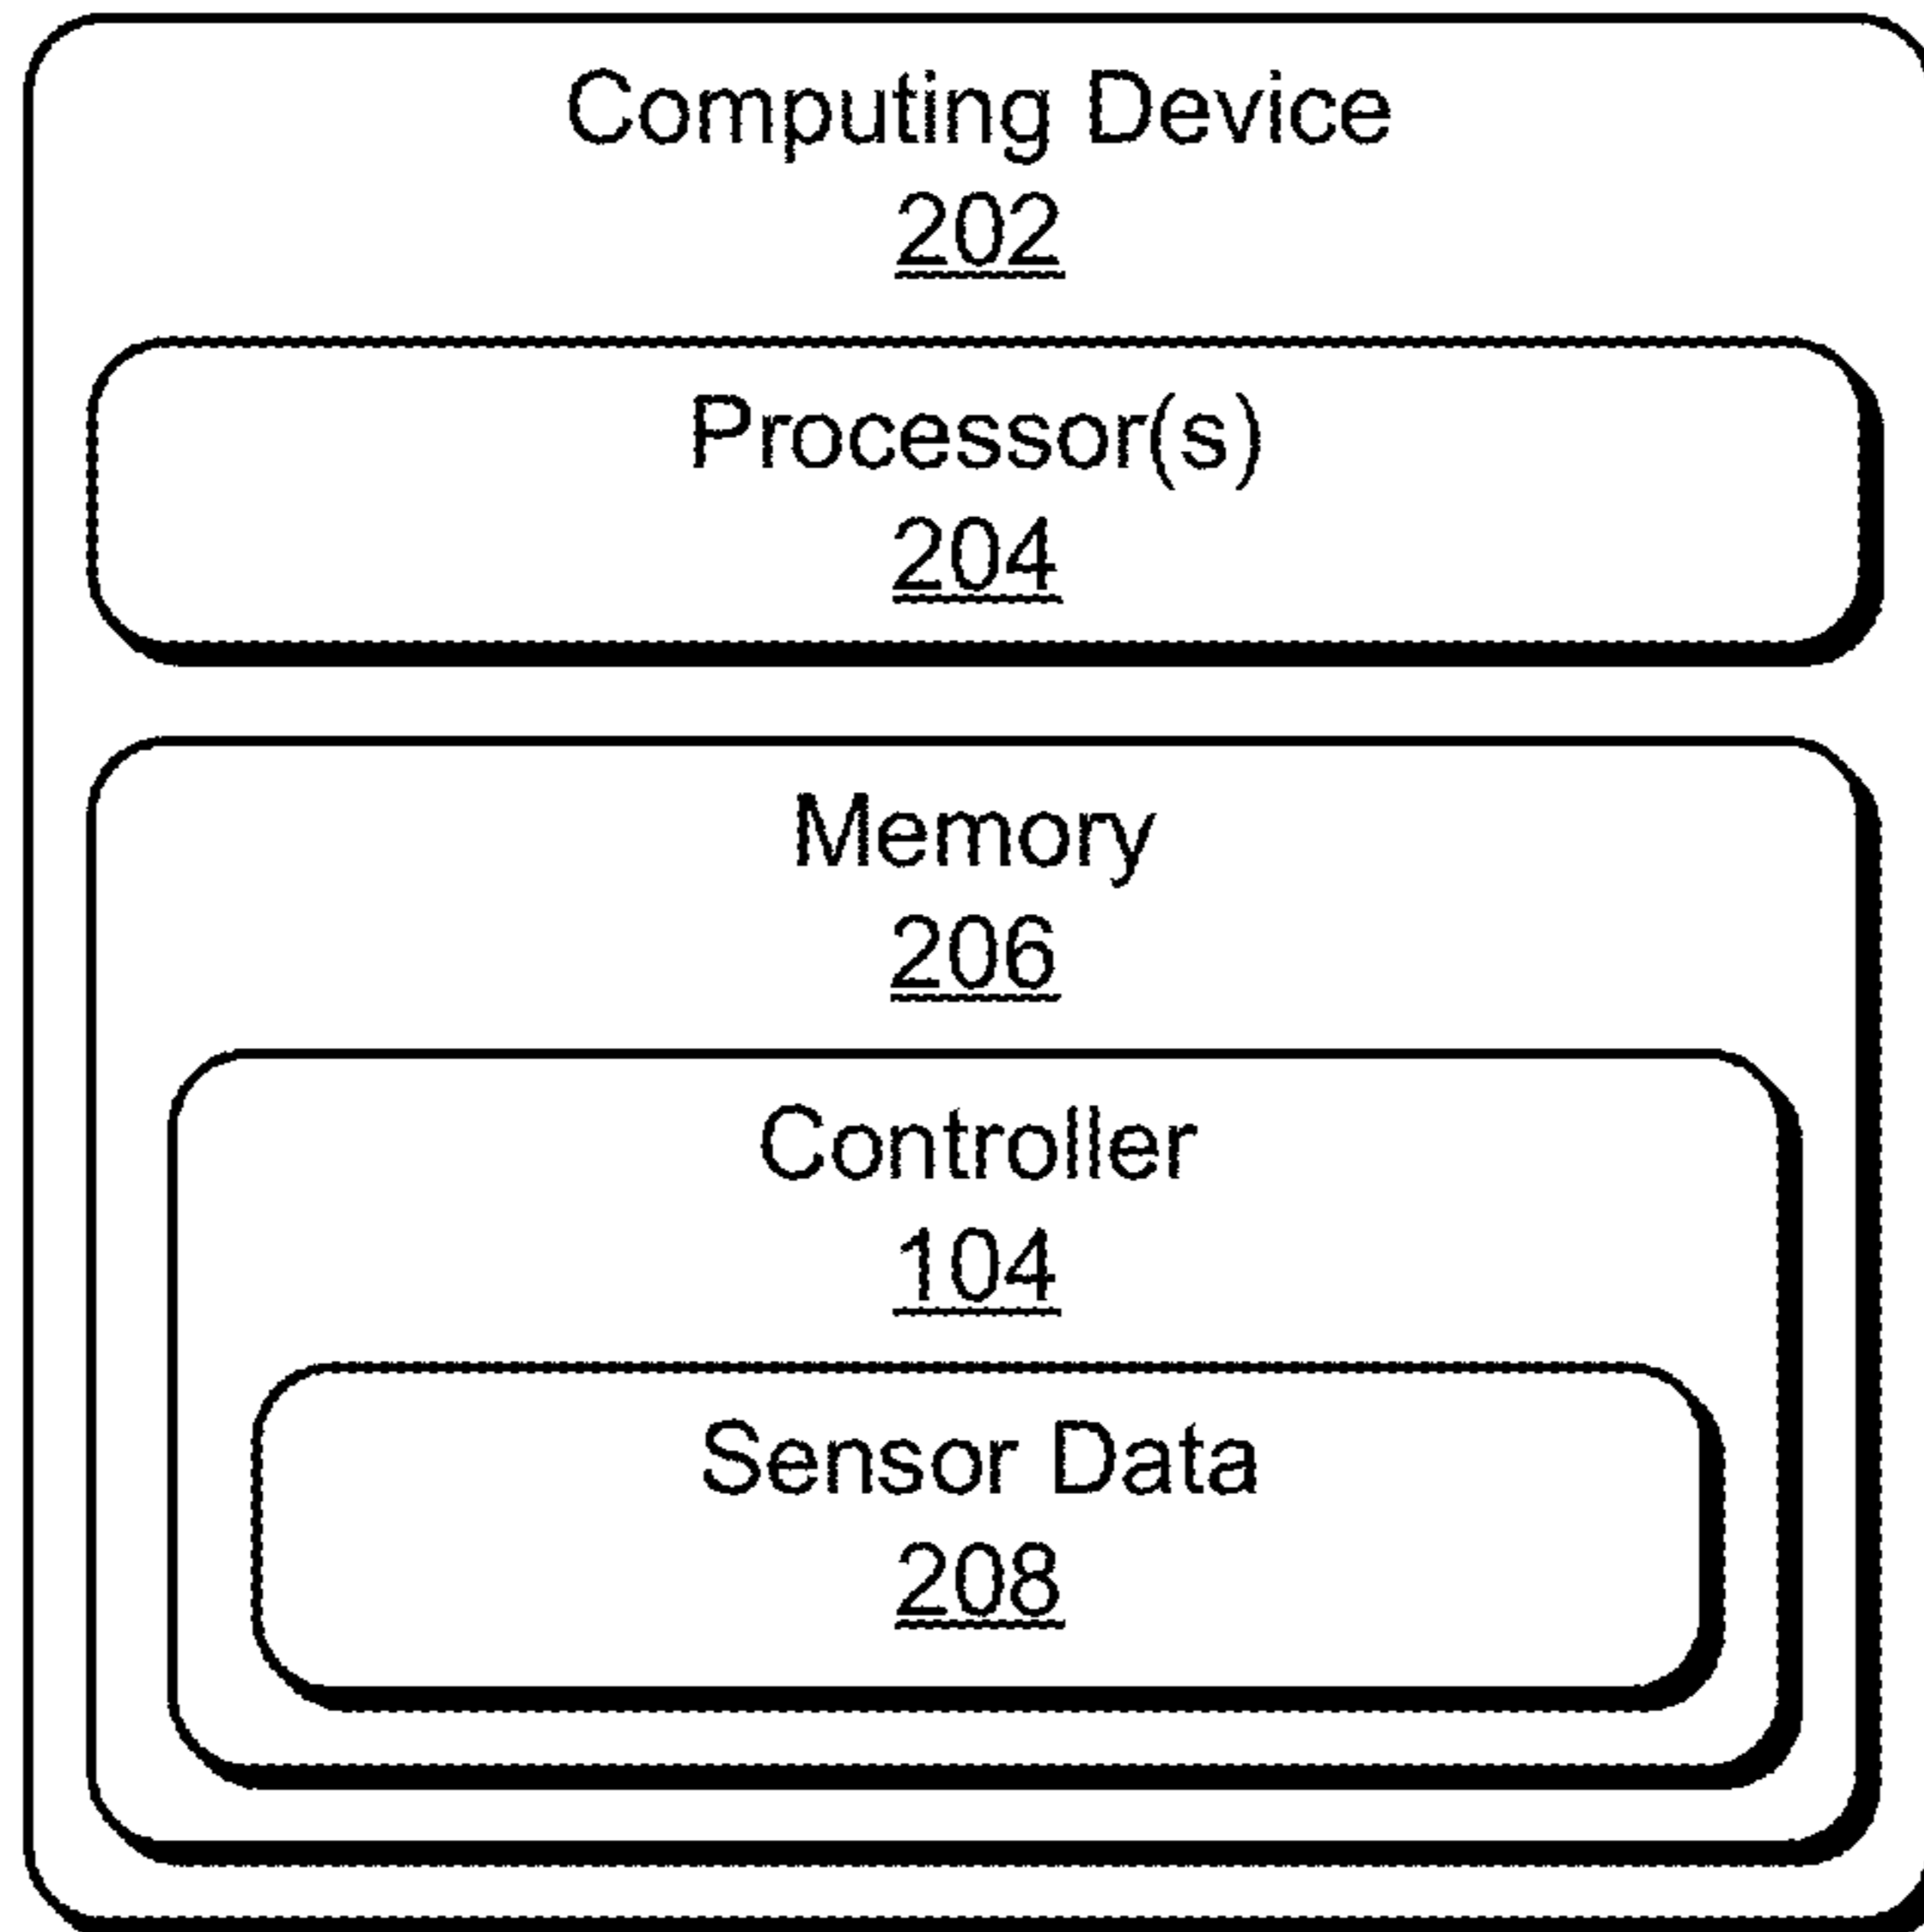 Computing Device
202
Processor(s)
204
Memory
206
Controller
104
Sensor Data
208